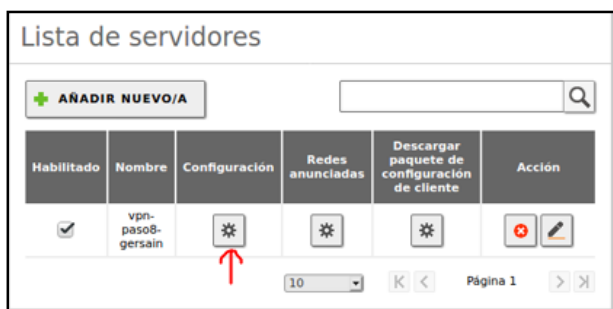 Lista de servidores
AÑADIR NUEVO/A
Habilitado
Nombre
Configuración
Redes
anunciadas
Descargar
paquete de
configuración
de cliente
Acción
vpn-
paso8-
gersain
10
Página 1